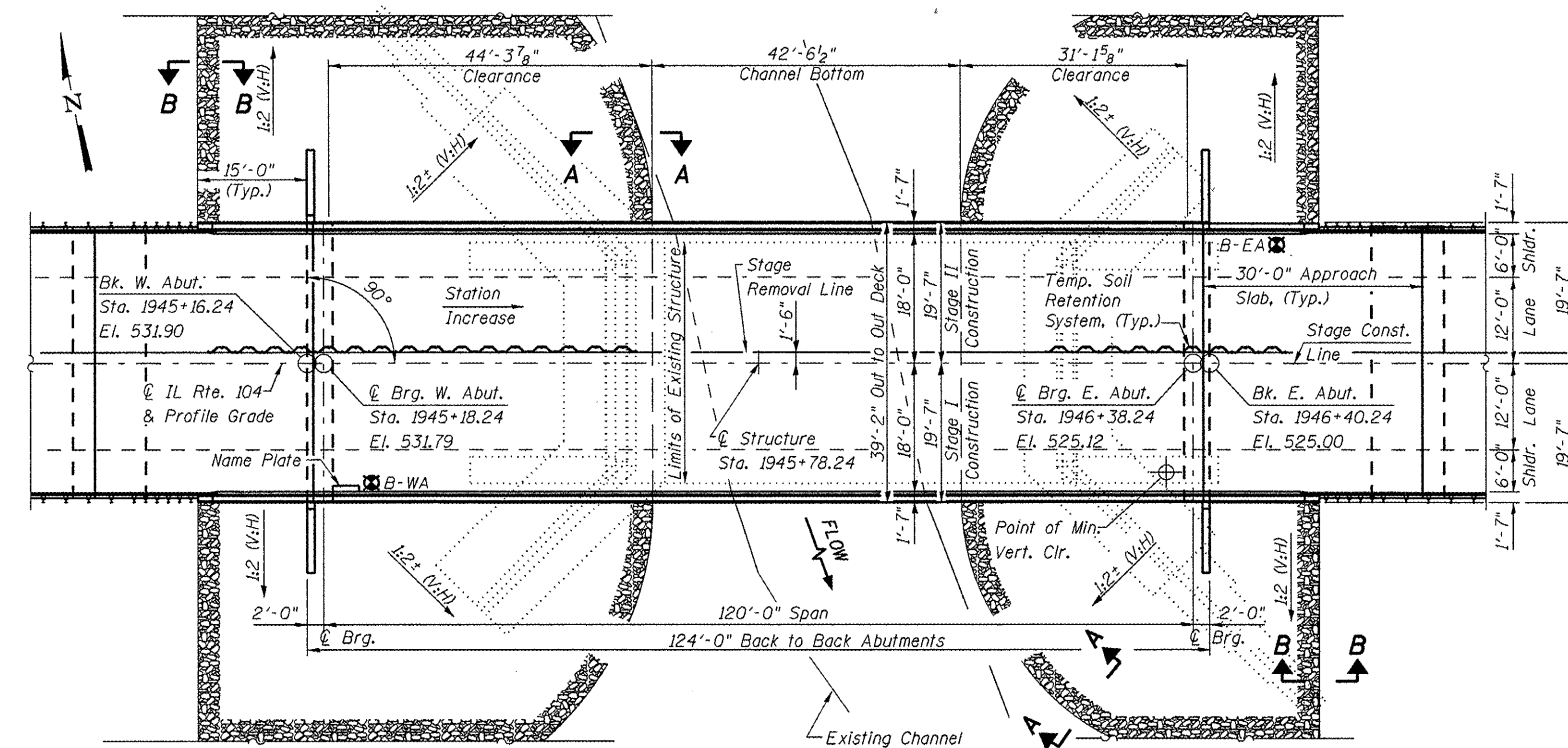 44'-3 7/8"
Clearance
42'-6 1/2"
Channel Bottom
31'-1 5/8"
Clearance
B
B
N
1:2 (V:H)
1:2± (V:H)
A
A
1:2± (V:H)
1:2 (V:H)
15'-0"
(Typ.)
1'-7"
1'-7"
B-EA
6'-0"
Shldr.
Bk. W. Abut.
Sta. 1945+16.24
El. 531.90
90°
Station
Increase
Limits of Existing Structure
Stage
Removal Line
1'-6"
39'-2" Out to Out Deck
18'-0"
19'-7"
Stage II
Construction
Temp. Soil
Retention
System, (Typ.)
30'-0" Approach
Slab, (Typ.)
Stage Const.
Line
12'-0"
Lane
19'-7"
℄ IL Rte. 104
& Profile Grade
℄ Brg. W. Abut.
Sta. 1945+18.24
El. 531.79
℄ Structure
Sta. 1945+78.24
18'-0"
19'-7"
Stage I
Construction
℄ Brg. E. Abut.
Sta. 1946+38.24
El. 525.12
Bk. E. Abut.
Sta. 1946+40.24
El. 525.00
12'-0"
Lane
19'-7"
Name Plate
B-WA
6'-0"
Shldr.
1'-7"
1'-7"
Point of Min.
Vert. Clr.
FLOW
1:2 (V:H)
1:2± (V:H)
1:2± (V:H)
1:2 (V:H)
2'-0"
120'-0" Span
2'-0"
℄ Brg.
124'-0" Back to Back Abutments
℄ Brg.
A
B
B
A
Existing Channel